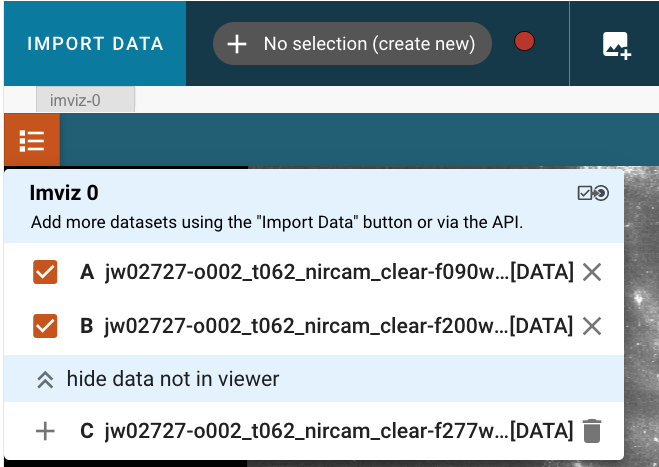 IMPORT DATA
No selection (create new)
imviz-0
Imviz 0
Add more datasets using the "Import Data" button or via the API.
A jw02727-o002_t062_nircam_clear-f090w...[DATA]
B jw02727-o002_t062_nircam_clear-f200w...[DATA]
hide data not in viewer
C jw02727-o002_t062_nircam_clear-f277w...[DATA]